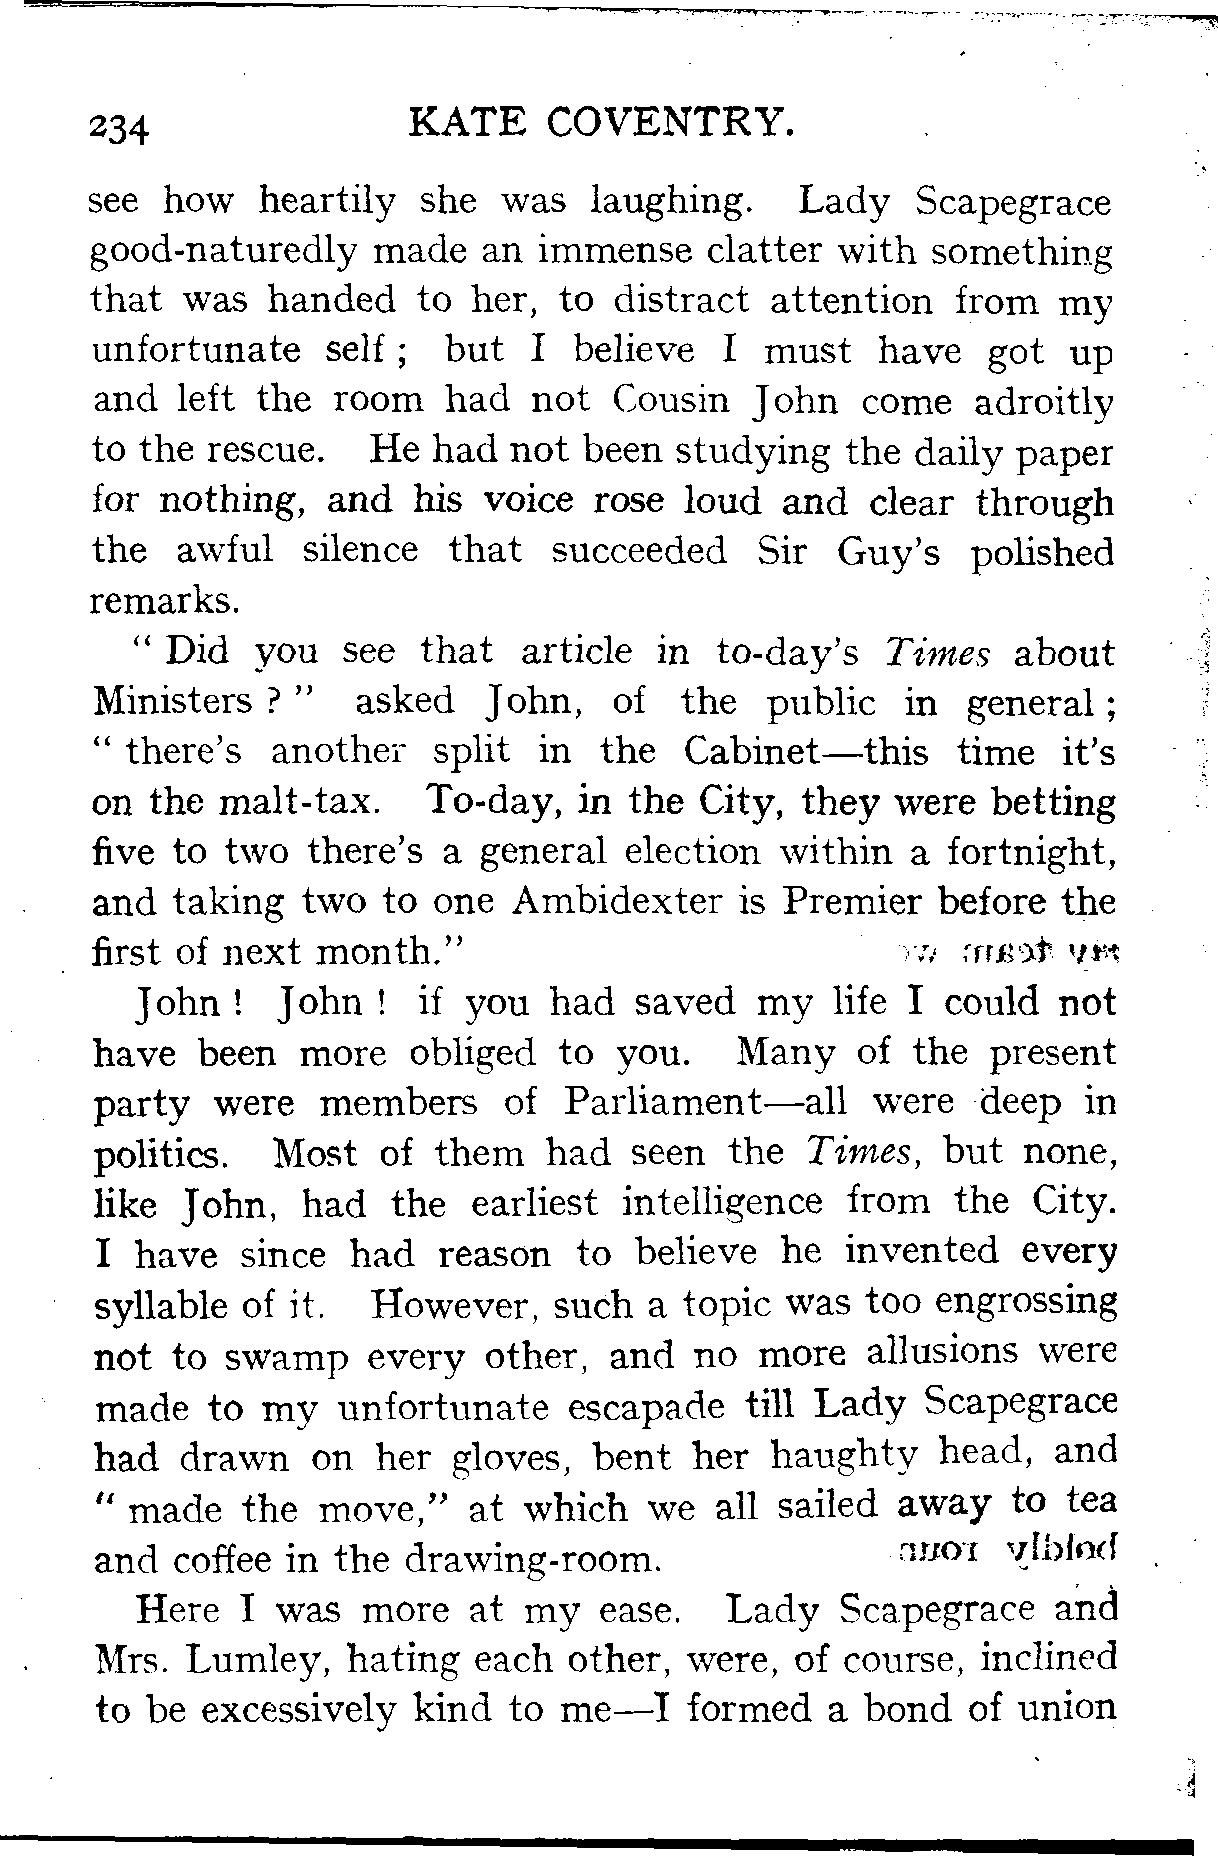 234 KATE COVENTRY.
see how heartily she was laughing. Lady Scapegrace
good-naturedly made an immense clatter with something
that was handed to her, to distract attention from my
unfortunate self ; but I believe I must have got up
and left the room had not Cousin John come adroitly
to the rescue. He had not been studying the daily paper
for nothing, and his voice rose loud and clear through
the awful silence that succeeded Sir Guy's polished
remarks.
“ Did you see that article in to-day's Times about
Ministers ? ” asked John, of the public in general ;
“ there's another split in the Cabinet—this time it's
on the malt-tax. To-day, in the City, they were betting
five to two there's a general election within a fortnight,
and taking two to one Ambidexter is Premier before the
first of next month.”
John ! John ! if you had saved my life I could not
have been more obliged to you. Many of the present
party were members of Parliament—all were deep in
politics. Most of them had seen the Times, but none,
like John, had the earliest intelligence from the City.
I have since had reason to believe he invented every
syllable of it. However, such a topic was too engrossing
not to swamp every other, and no more allusions were
made to my unfortunate escapade till Lady Scapegrace
had drawn on her gloves, bent her haughty head, and
“ made the move,” at which we all sailed away to tea
and coffee in the drawing-room.
Here I was more at my ease. Lady Scapegrace and
Mrs. Lumley, hating each other, were, of course, inclined
to be excessively kind to me—I formed a bond of union